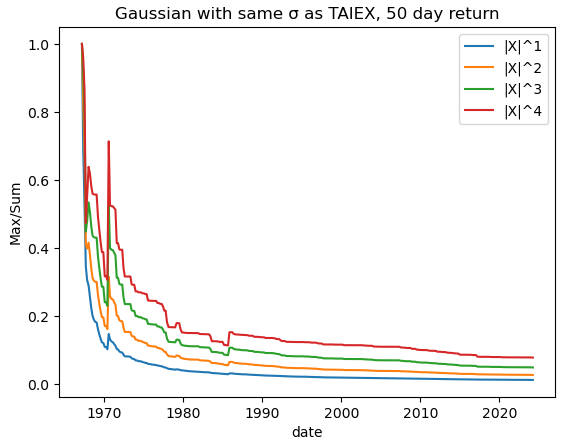 Gaussian with same σ as TAIEX, 50 day return
|X|^1
|X|^2
|X|^3
|X|^4
Max/Sum
1.0
0.8
0.6
0.4
0.2
0.0
1970 1980 1990 2000 2010 2020
date